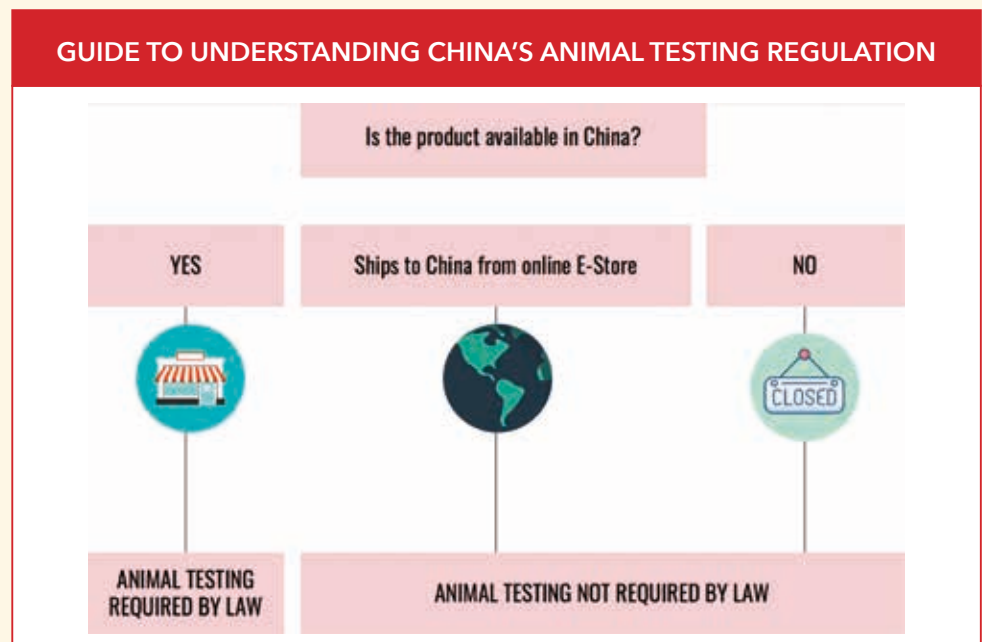 GUIDE TO UNDERSTANDING CHINA'S ANIMAL TESTING REGULATION
Is the product available in China?
YES
Ships to China from online E-Store
NO
CLOSED
ANIMAL TESTING
REQUIRED BY LAW
ANIMAL TESTING NOT REQUIRED BY LAW